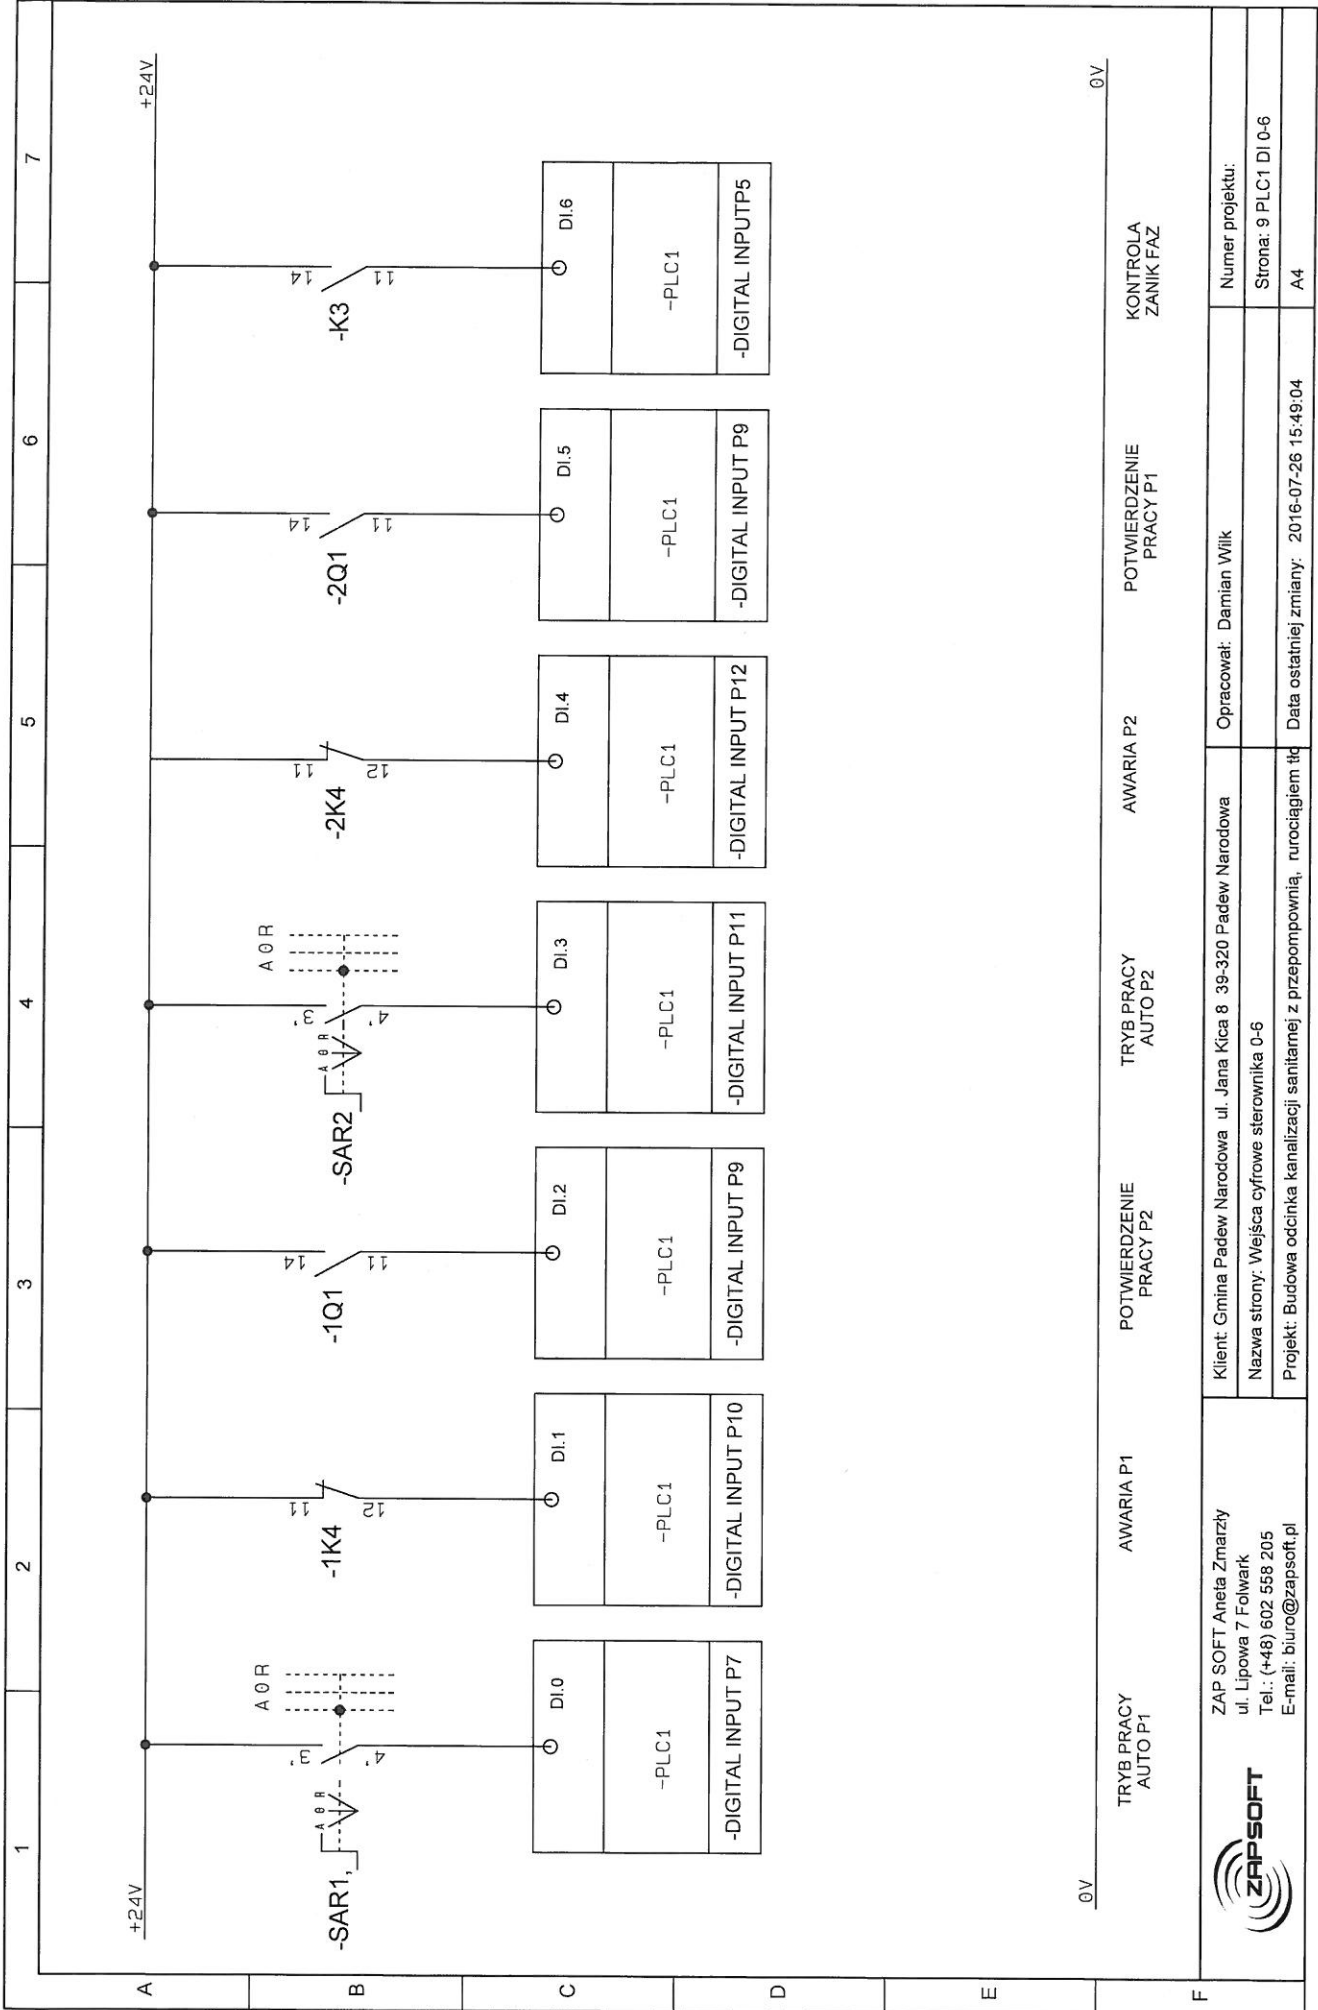 1 2 3 4 5 6 7
A
B
C
D
E
F
+24V
+24V
-SAR1,
A 0 R
A 0 R
3'
4'
-1K4
11
12
-1Q1
14
11
-SAR2
A 0 R
A 0 R
3'
4'
-2K4
11
12
-2Q1
14
11
-K3
14
11
DI.0
-PLC1
-DIGITAL INPUT P7
DI.1
-PLC1
-DIGITAL INPUT P10
DI.2
-PLC1
-DIGITAL INPUT P9
DI.3
-PLC1
-DIGITAL INPUT P11
DI.4
-PLC1
-DIGITAL INPUT P12
DI.5
-PLC1
-DIGITAL INPUT P9
DI.6
-PLC1
-DIGITAL INPUTP5
0V
0V
TRYB PRACY
AUTO P1
AWARIA P1
POTWIERDZENIE
PRACY P2
TRYB PRACY
AUTO P2
AWARIA P2
POTWIERDZENIE
PRACY P1
KONTROLA
ZANIK FAZ
ZAPSOFT
ZAP SOFT Aneta Zmarzły
ul. Lipowa 7 Folwark
Tel.: (+48) 602 558 205
E-mail: biuro@zapsoft.pl
Klient: Gmina Padew Narodowa ul. Jana Kica 8 39-320 Padew Narodowa
Nazwa strony: Wejśca cyfrowe sterownika 0-6
Projekt: Budowa odcinka kanalizacji sanitarnej z przepompownią, rurociągiem tło
Opracował: Damian Wilk
Data ostatniej zmiany: 2016-07-26 15:49:04
Numer projektu:
Strona: 9 PLC1 DI 0-6
A4